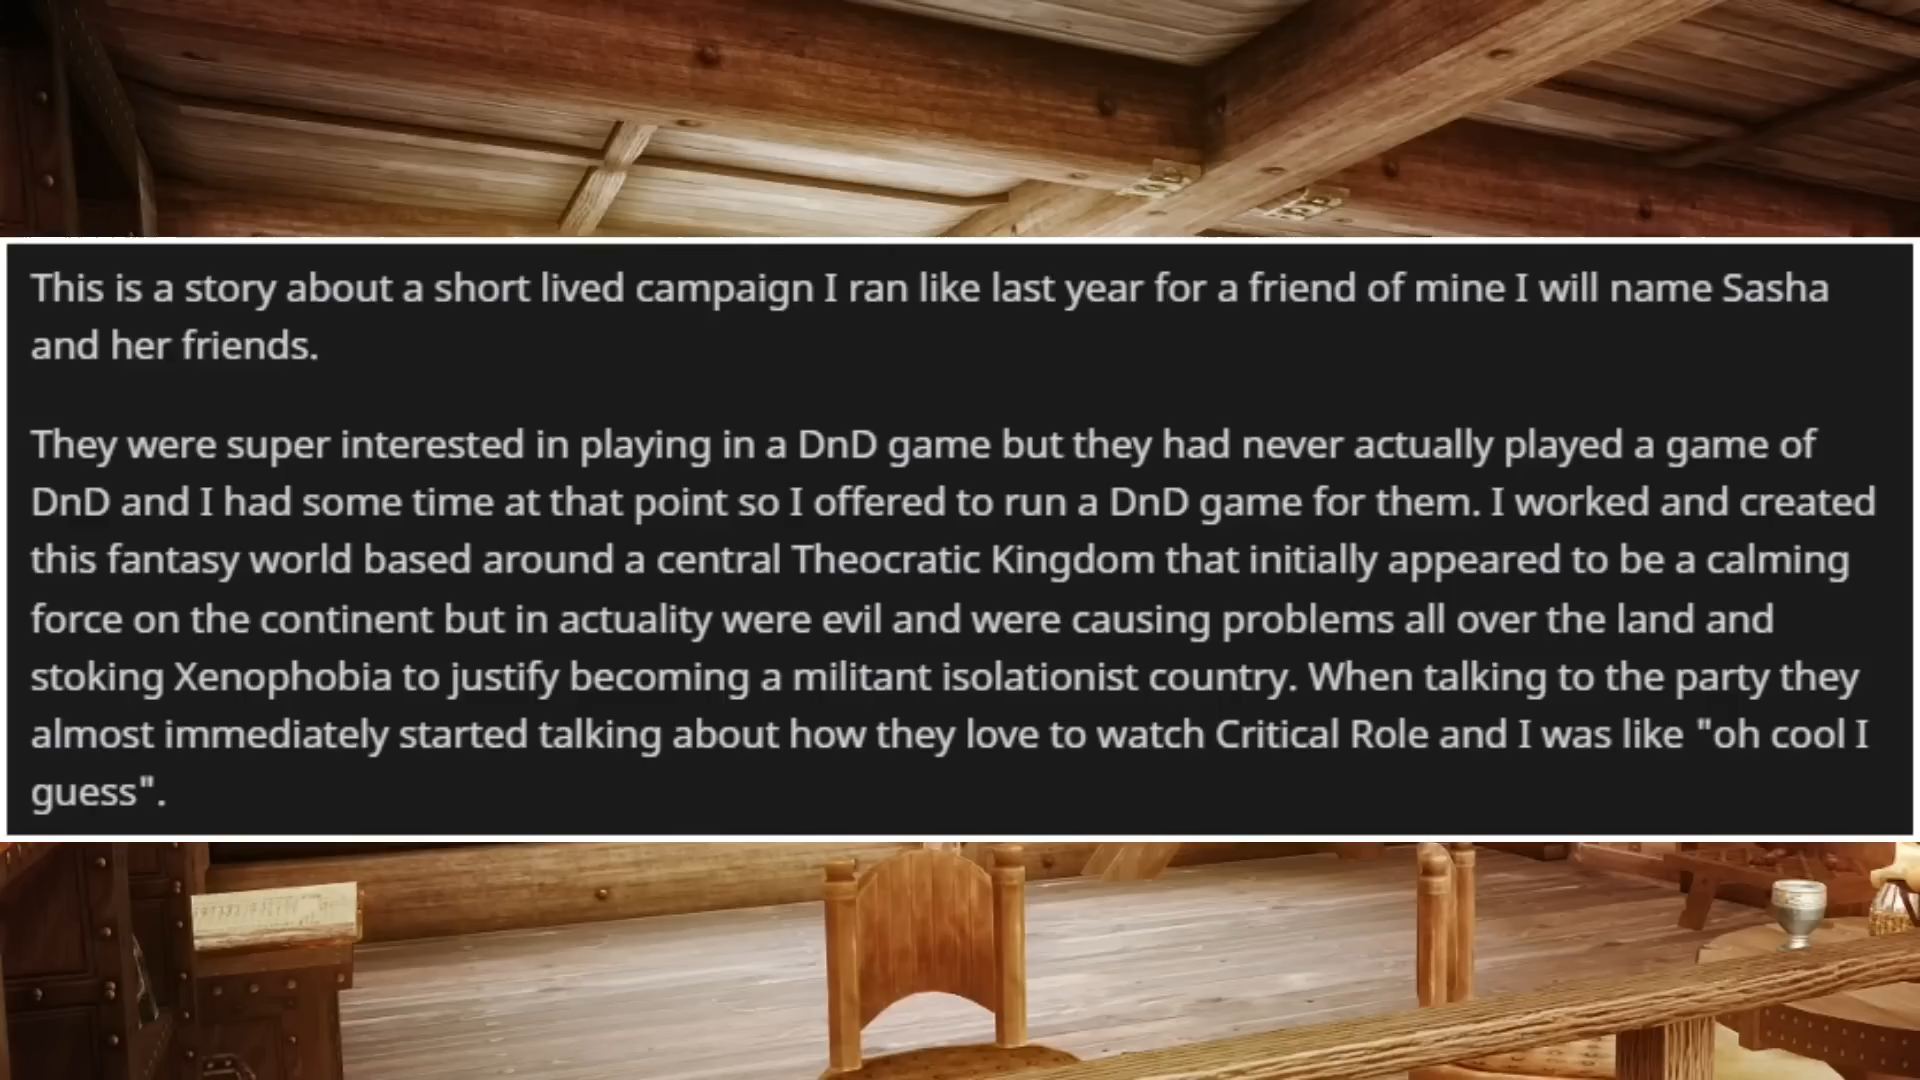 This is a story about a short lived campaign I ran like last year for a friend of mine I will name Sasha
and her friends.
They were super interested in playing in a DnD game but they had never actually played a game of
DnD and I had some time at that point so I offered to run a DnD game for them. I worked and created
this fantasy world based around a central Theocratic Kingdom that initially appeared to be a calming
force on the continent but in actuality were evil and were causing problems all over the land and
stoking Xenophobia to justify becoming a militant isolationist country. When talking to the party they
almost immediately started talking about how they love to watch Critical Role and I was like "oh cool I
guess".